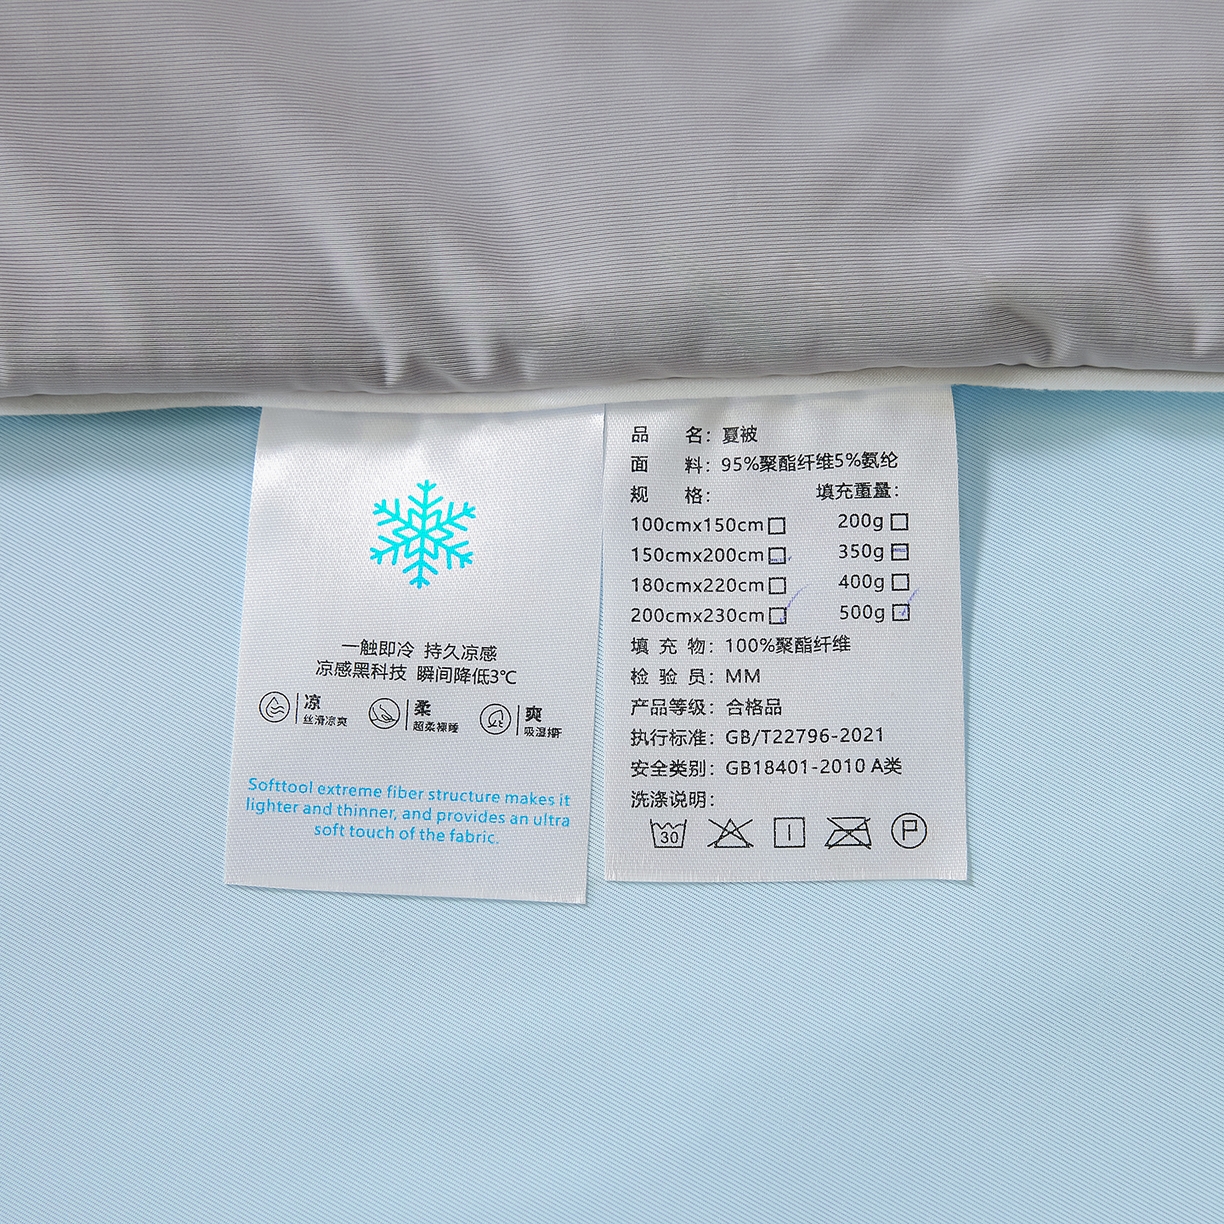 一触即冷 持久凉感
凉感黑科技 瞬间降低3℃
凉
丝滑凉爽
柔
超柔裸睡
爽
吸湿排汗
Softtool extreme fiber structure makes it
lighter and thinner, and provides an ultra
soft touch of the fabric.
品 名：夏被
面 料：95%聚酯纤维5%氨纶
规 格： 填充重量：
100cmx150cm 200g
150cmx200cm 350g
180cmx220cm 400g
200cmx230cm 500g
填 充 物：100%聚酯纤维
检 验 员：MM
产品等级：合格品
执行标准：GB/T22796-2021
安全类别：GB18401-2010 A类
洗涤说明：
30
P